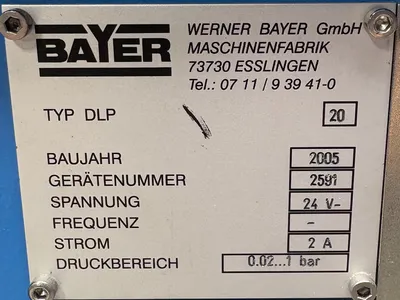 BAYER
WERNER BAYER GmbH
MASCHINENFABRIK
73730 ESSLINGEN
Tel.: 07 11 / 9 39 41-0
TYP DLP 20
BAUJAHR 2005
GERÄTENUMMER 2591
SPANNUNG 24 V-
FREQUENZ -
STROM 2 A
DRUCKBEREICH 0.02...1 bar